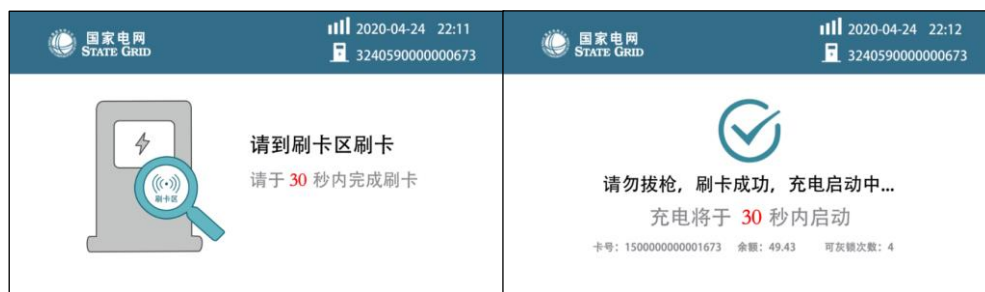 国家电网
STATE GRID
2020-04-24 22:11
3240590000000673
请到刷卡区刷卡
请于 30 秒内完成刷卡
刷卡区
国家电网
STATE GRID
2020-04-24 22:12
3240590000000673
请勿拔枪，刷卡成功，充电启动中...
充电将于 30 秒内启动
卡号：1500000000001673 余额：49.43 可灰锁次数：4